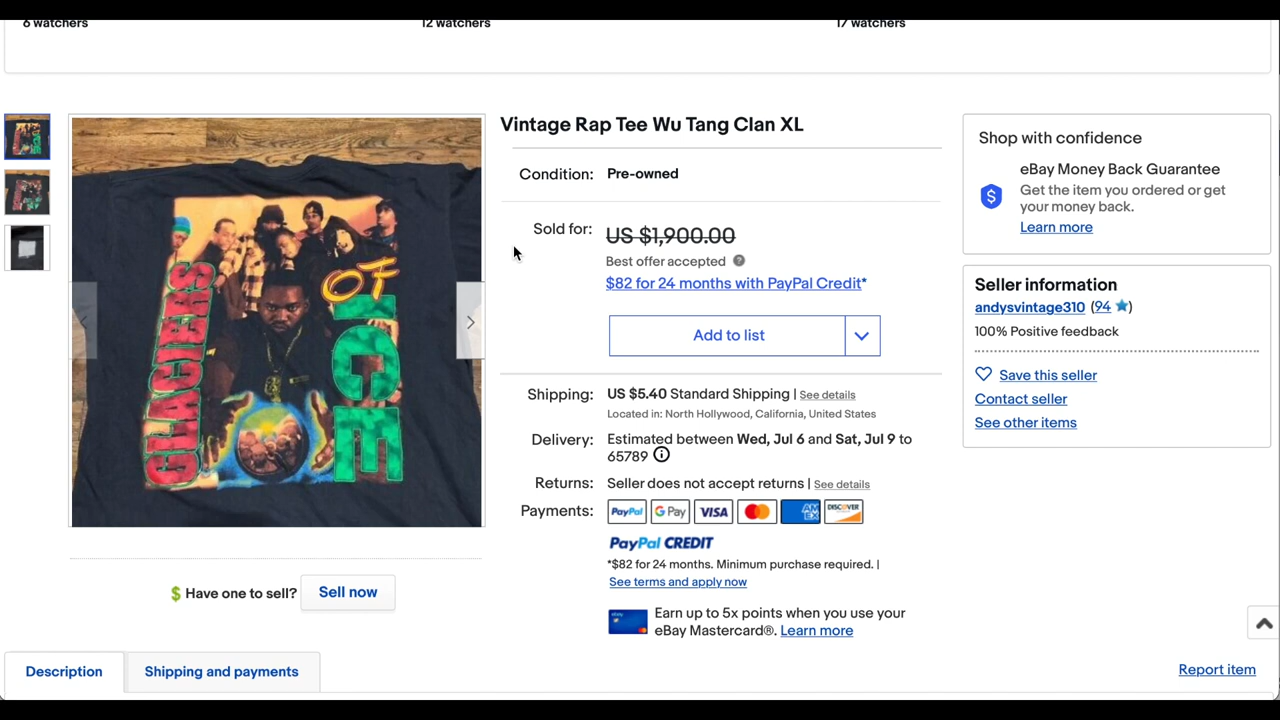 6 watchers
12 watchers
17 watchers
Vintage Rap Tee Wu Tang Clan XL
Condition: Pre-owned
Sold for: US $1,900.00
Best offer accepted ?
$82 for 24 months with PayPal Credit*
Add to list
Shipping: US $5.40 Standard Shipping | See details
Located in: North Hollywood, California, United States
Delivery: Estimated between Wed, Jul 6 and Sat, Jul 9 to
65789
Returns: Seller does not accept returns | See details
Payments: PayPal G Pay VISA AMEX DISCOVER
PayPal CREDIT
*$82 for 24 months. Minimum purchase required. |
See terms and apply now
ebay
Earn up to 5x points when you use your
eBay Mastercard®. Learn more
Shop with confidence
$
eBay Money Back Guarantee
Get the item you ordered or get
your money back.
Learn more
Seller information
andysvintage310 (94)
100% Positive feedback
Save this seller
Contact seller
See other items
GLACIERS
OF
ICE
$ Have one to sell? Sell now
Description
Shipping and payments
Report item